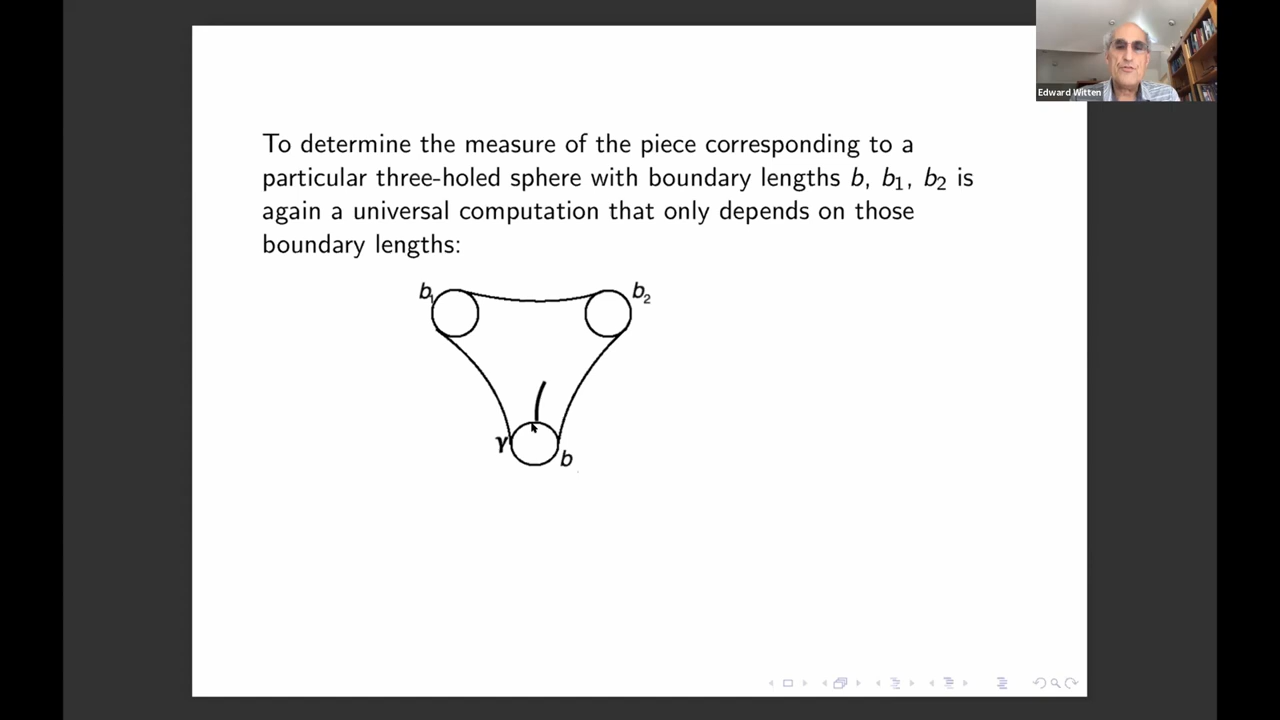 Edward Witten
To determine the measure of the piece corresponding to a
particular three-holed sphere with boundary lengths b, b₁, b₂ is
again a universal computation that only depends on those
boundary lengths:
b₁
b₂
γ
b